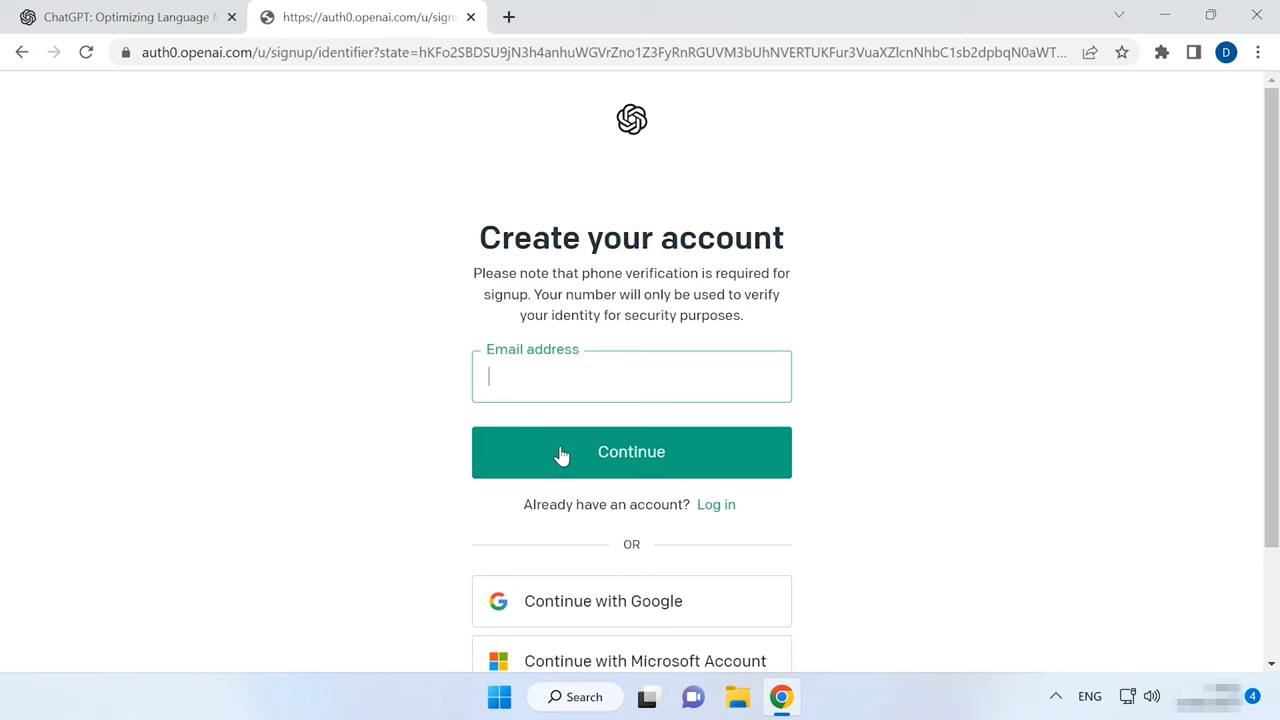 ChatGPT: Optimizing Language M
https://auth0.openai.com/u/sign
auth0.openai.com/u/signup/identifier?state=hKFo2SBDSU9jN3h4anhuWGVrZno1Z3FyRnRGUVM3bUhNVERTUKFur3VuaXZlcnNhbC1sb2dpbqN0aWT...
D
Create your account
Please note that phone verification is required for
signup. Your number will only be used to verify
your identity for security purposes.
Email address
Continue
Already have an account? Log in
OR
Continue with Google
Continue with Microsoft Account
Search
ENG
4